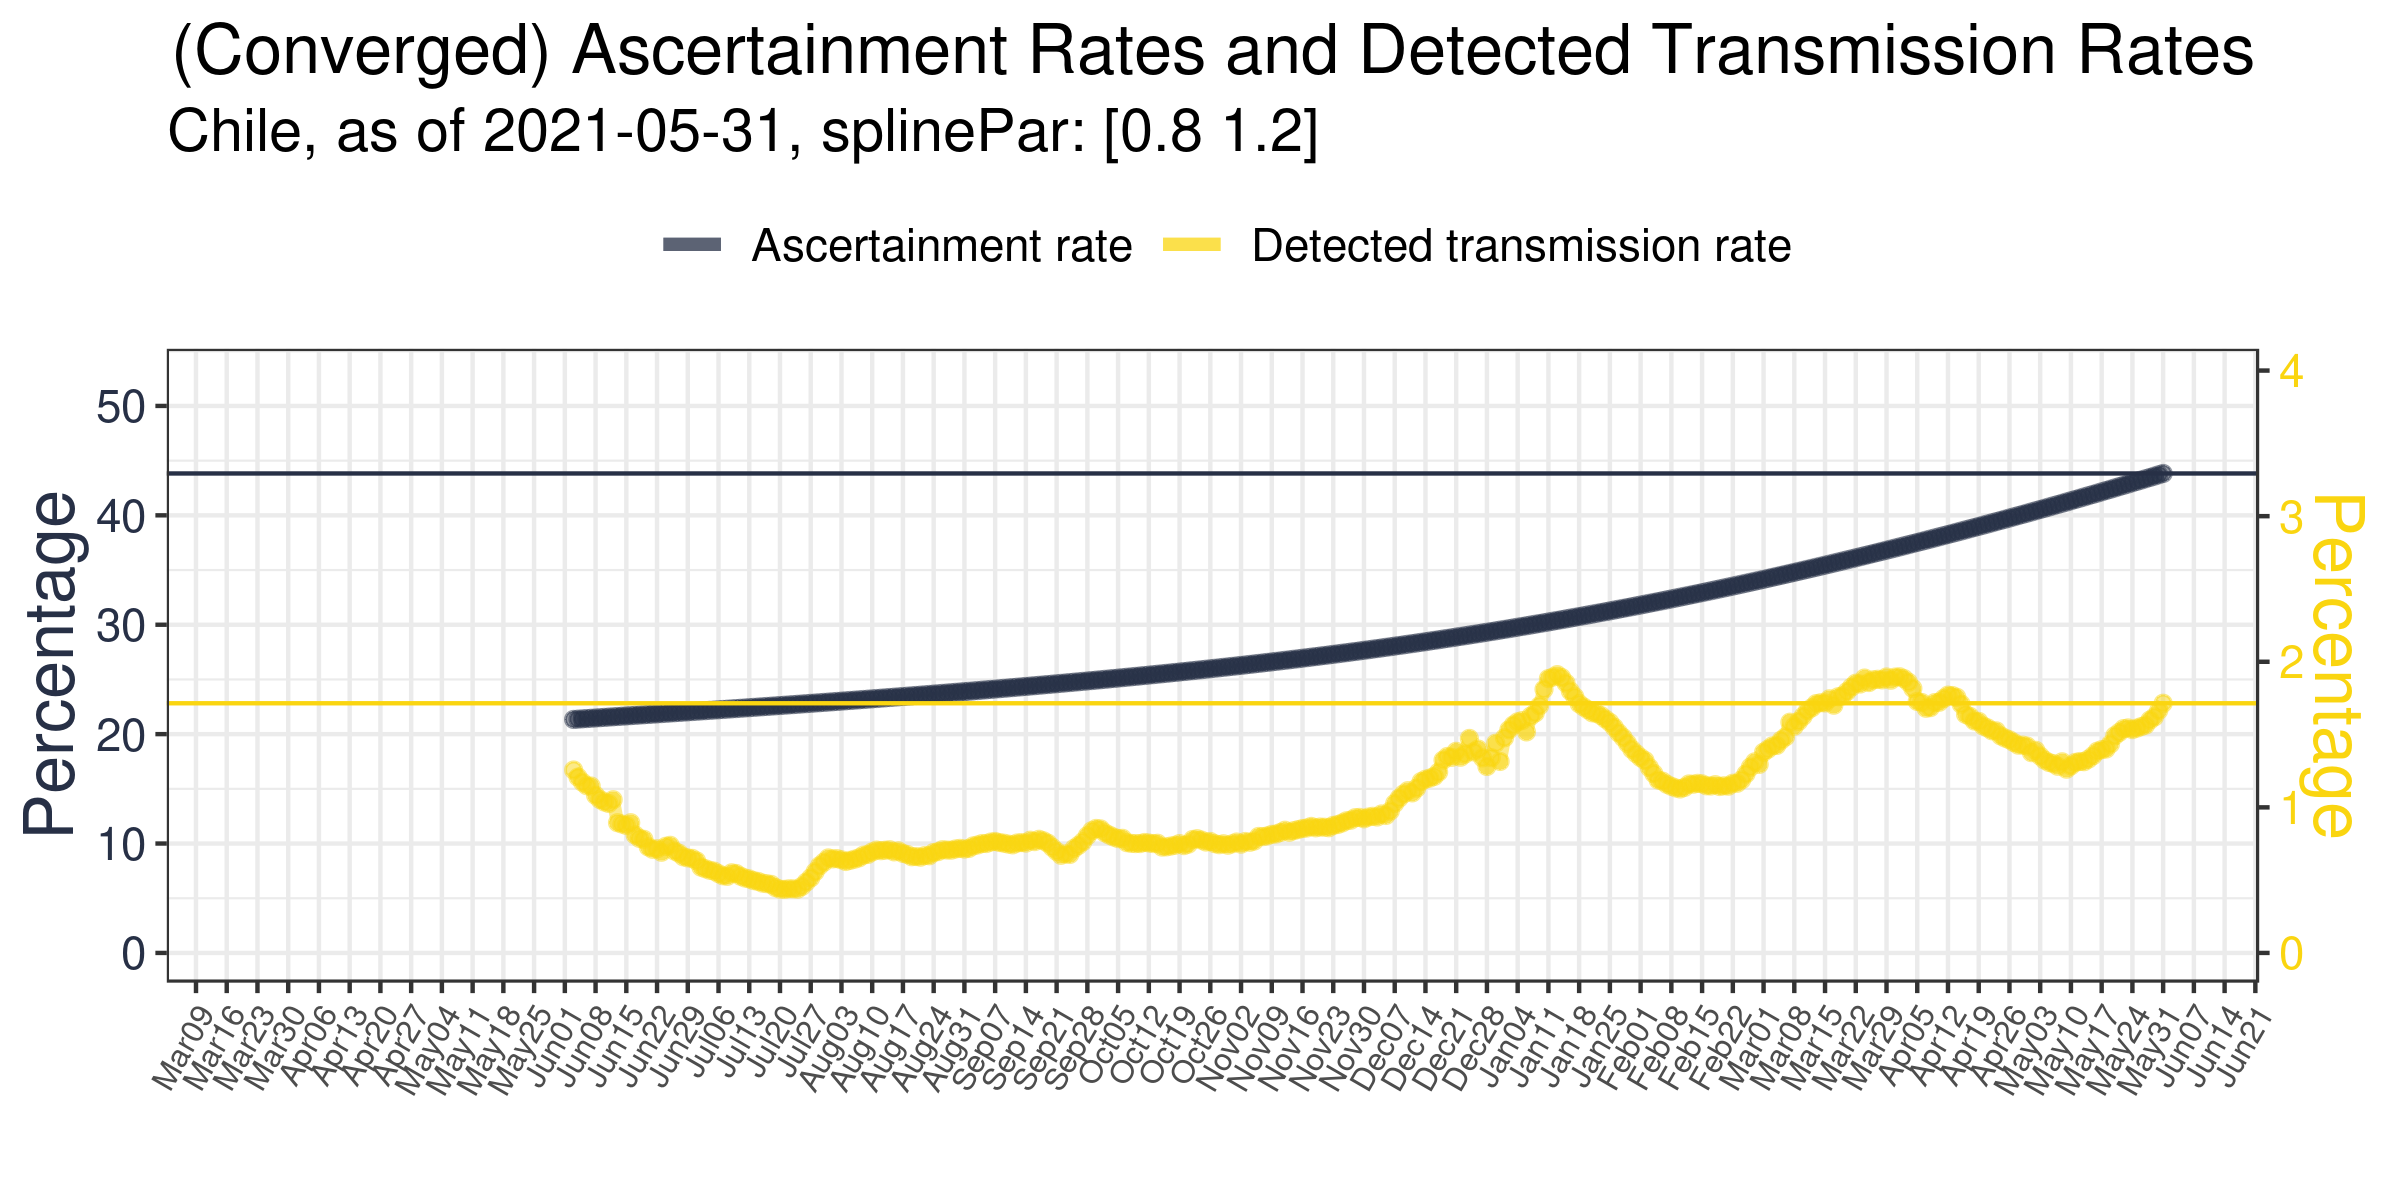 (Converged) Ascertainment Rates and Detected Transmission Rates
Chile, as of 2021-05-31, splinePar: [0.8 1.2]
Ascertainment rate Detected transmission rate
Percentage
50
40
30
20
10
0
4
3
2
1
0
Percentage
Mar09 Mar16 Mar23 Mar30 Apr06 Apr13 Apr20 Apr27 May04 May11 May18 May25 Jun01 Jun08 Jun15 Jun22 Jun29 Jul06 Jul13 Jul20 Jul27 Aug03 Aug10 Aug17 Aug24 Aug31 Sep07 Sep14 Sep21 Sep28 Oct05 Oct12 Oct19 Oct26 Nov02 Nov09 Nov16 Nov23 Nov30 Dec07 Dec14 Dec21 Dec28 Jan04 Jan11 Jan18 Jan25 Feb01 Feb08 Feb15 Feb22 Mar01 Mar08 Mar15 Mar22 Mar29 Apr05 Apr12 Apr19 Apr26 May03 May10 May17 May24 May31 Jun07 Jun14 Jun21